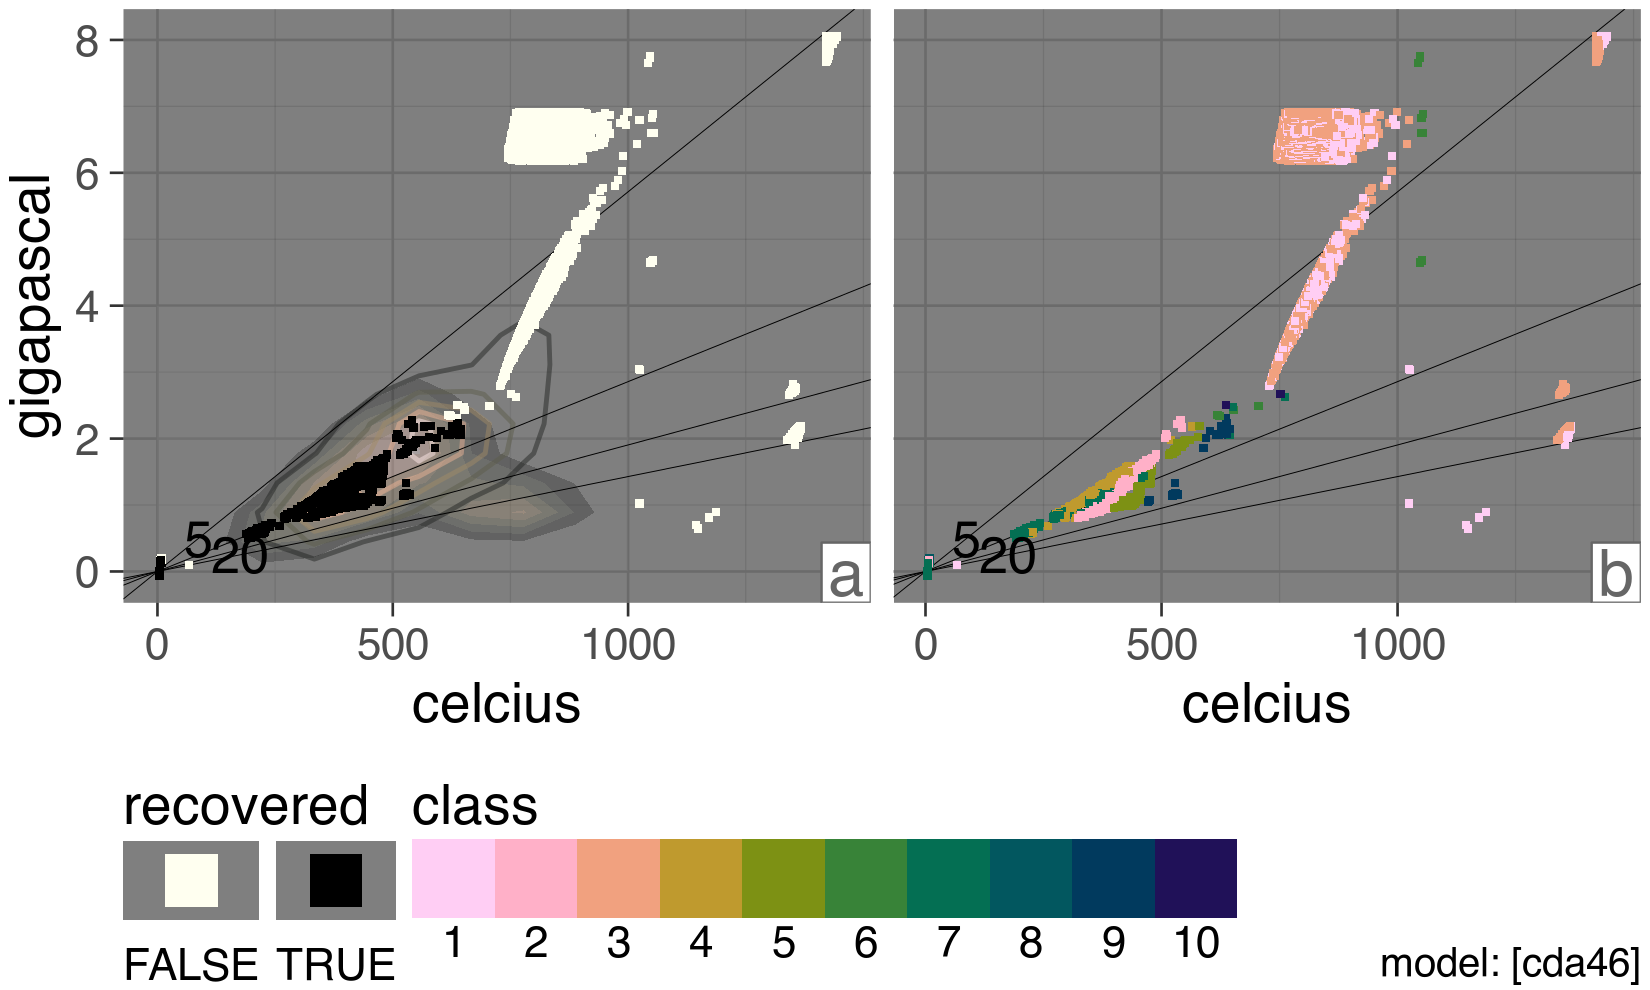 gigapascal
8
6
4
2
0
5
20
a
5
20
b
0 500 1000
0 500 1000
celcius
celcius
recovered
FALSE TRUE
class
1 2 3 4 5 6 7 8 9 10
model: [cda46]